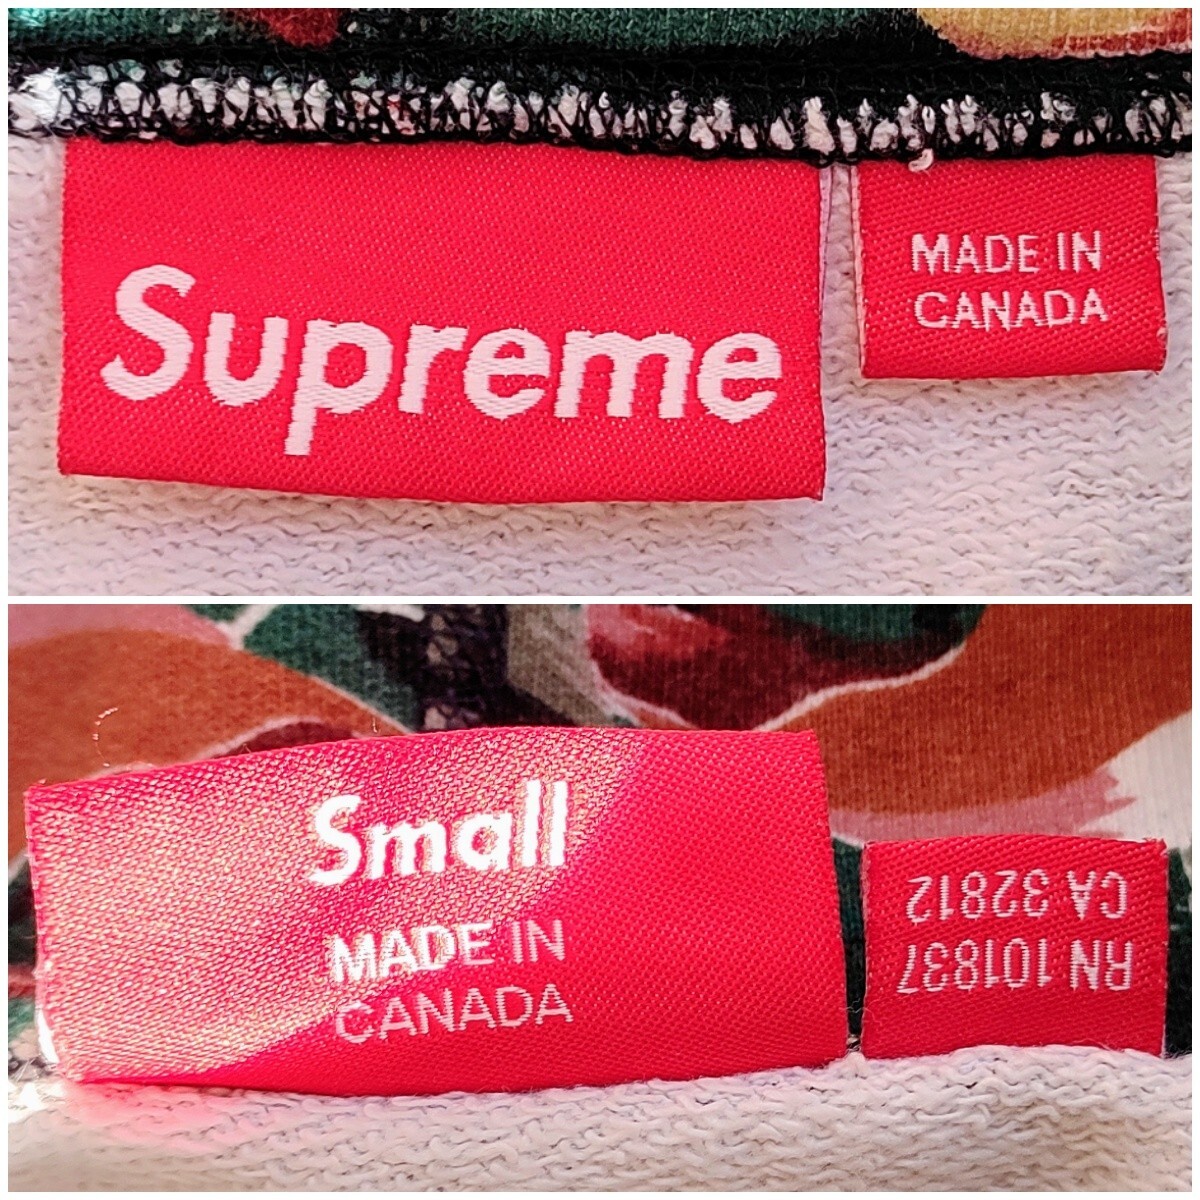 Supreme
MADE IN
CANADA
Small
MADE IN
CANADA
RN 101837
CA 32812